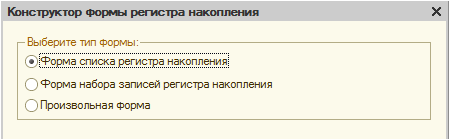 Конструктор формы регистра накопления
Выберите тип формы:
Форма списка регистра накопления
Форма набора записей регистра накопления
Произвольная форма